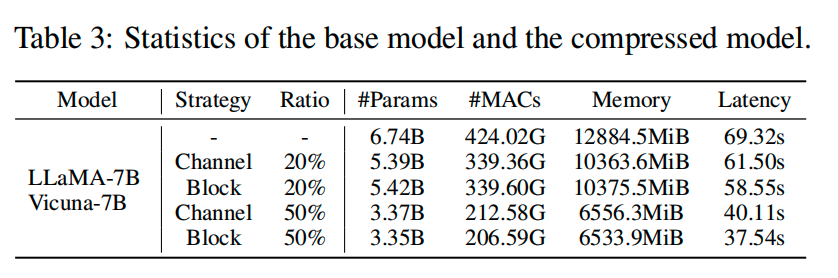 Table 3: Statistics of the base model and the compressed model.
Model Strategy Ratio #Params #MACs Memory Latency
- - 6.74B 424.02G 12884.5MiB 69.32s
Channel 20% 5.39B 339.36G 10363.6MiB 61.50s
LLaMA-7B
Block 20% 5.42B 339.60G 10375.5MiB 58.55s
Vicuna-7B
Channel 50% 3.37B 212.58G 6556.3MiB 40.11s
Block 50% 3.35B 206.59G 6533.9MiB 37.54s